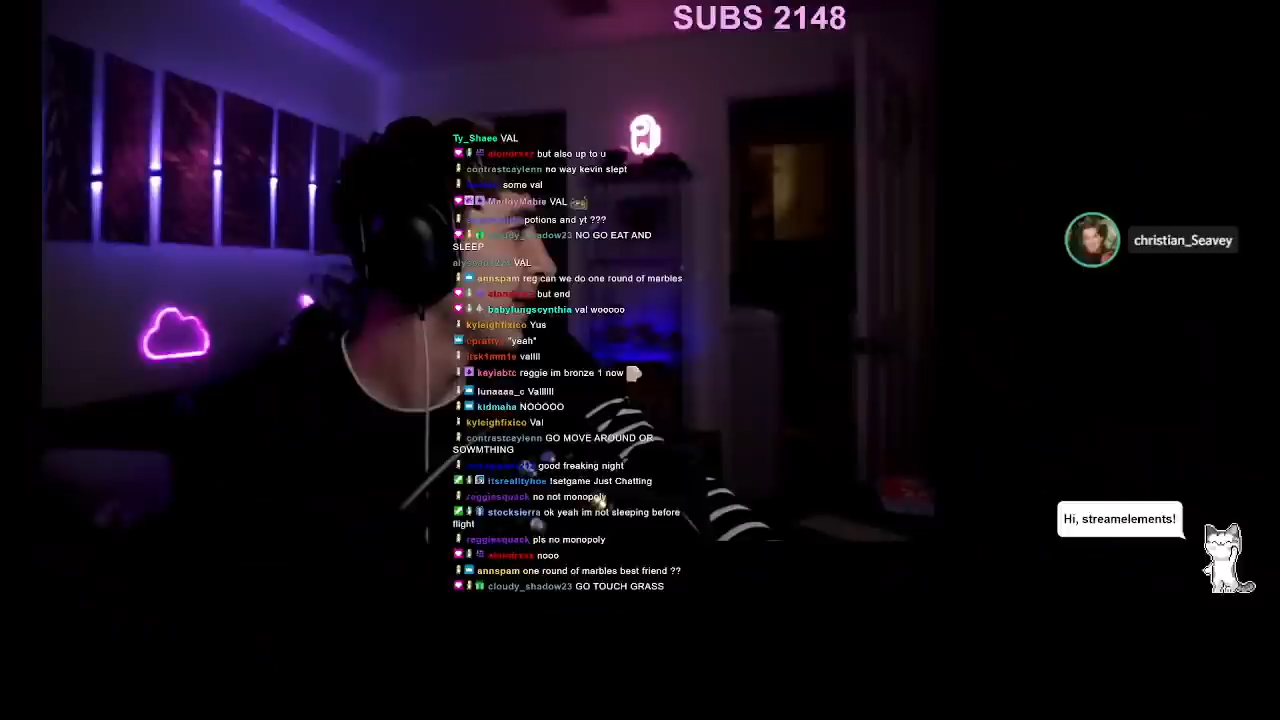 SUBS 2148
Ty_Shaee VAL
but also up to u
contrastcaylenn no way kevin slept
some val
MaddyMabie VAL
potions and yt ???
cloudy_shadow23 NO GO EAT AND
SLEEP
VAL
annspam reg can we do one round of marbles
but end
babylungscynthia val wooooo
kyleighfixico Yus
"yeah"
itsk1mm1e vallll
kaylabtc reggie im bronze 1 now
lunaaaa_c Vallllll
kidmaha NOOOOO
kyleighfixico Val
contrastcaylenn GO MOVE AROUND OR
SOWMTHING
good freaking night
itsrealityhoe !setgame Just Chatting
reggiesquack no not monopoly
stocksierra ok yeah im not sleeping before
flight
reggiesquack pls no monopoly
nooo
annspam one round of marbles best friend ??
cloudy_shadow23 GO TOUCH GRASS
christian_Seavey
Hi, streamelements!